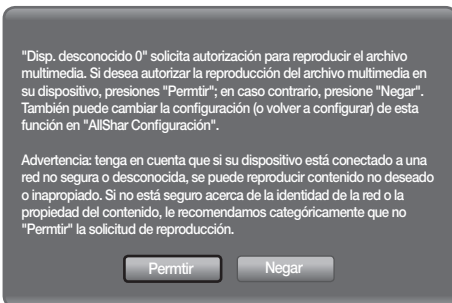 "Disp. desconocido 0" solicita autorización para reproducir el archivo
multimedia. Si desea autorizar la reproducción del archivo multimedia en
su dispositivo, presiones "Permtir"; en caso contrario, presione "Negar".
También puede cambiar la configuración (o volver a configurar) de esta
función en "AllShar Configuración".
Advertencia: tenga en cuenta que si su dispositivo está conectado a una
red no segura o desconocida, se puede reproducir contenido no deseado
o inapropiado. Si no está seguro acerca de la identidad de la red o la
propiedad del contenido, le recomendamos categóricamente que no
"Permtir" la solicitud de reproducción.
Permtir Negar